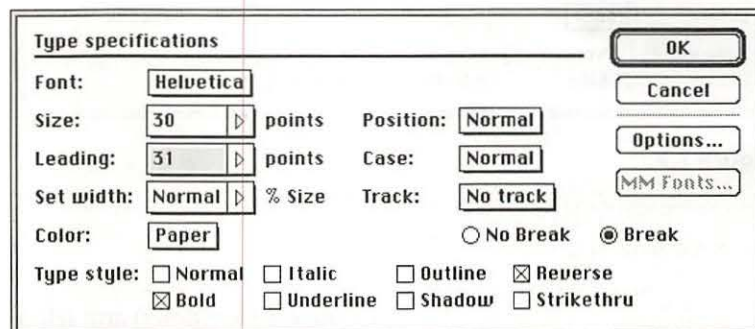 Type specifications
OK
Font: Helvetica
Cancel
Size: 30 points Position: Normal
Options...
Leading: 31 points Case: Normal
MM Fonts...
Set width: Normal % Size Track: No track
Color: Paper No Break Break
Type style: Normal Italic Outline Reverse
Bold Underline Shadow Strikethru